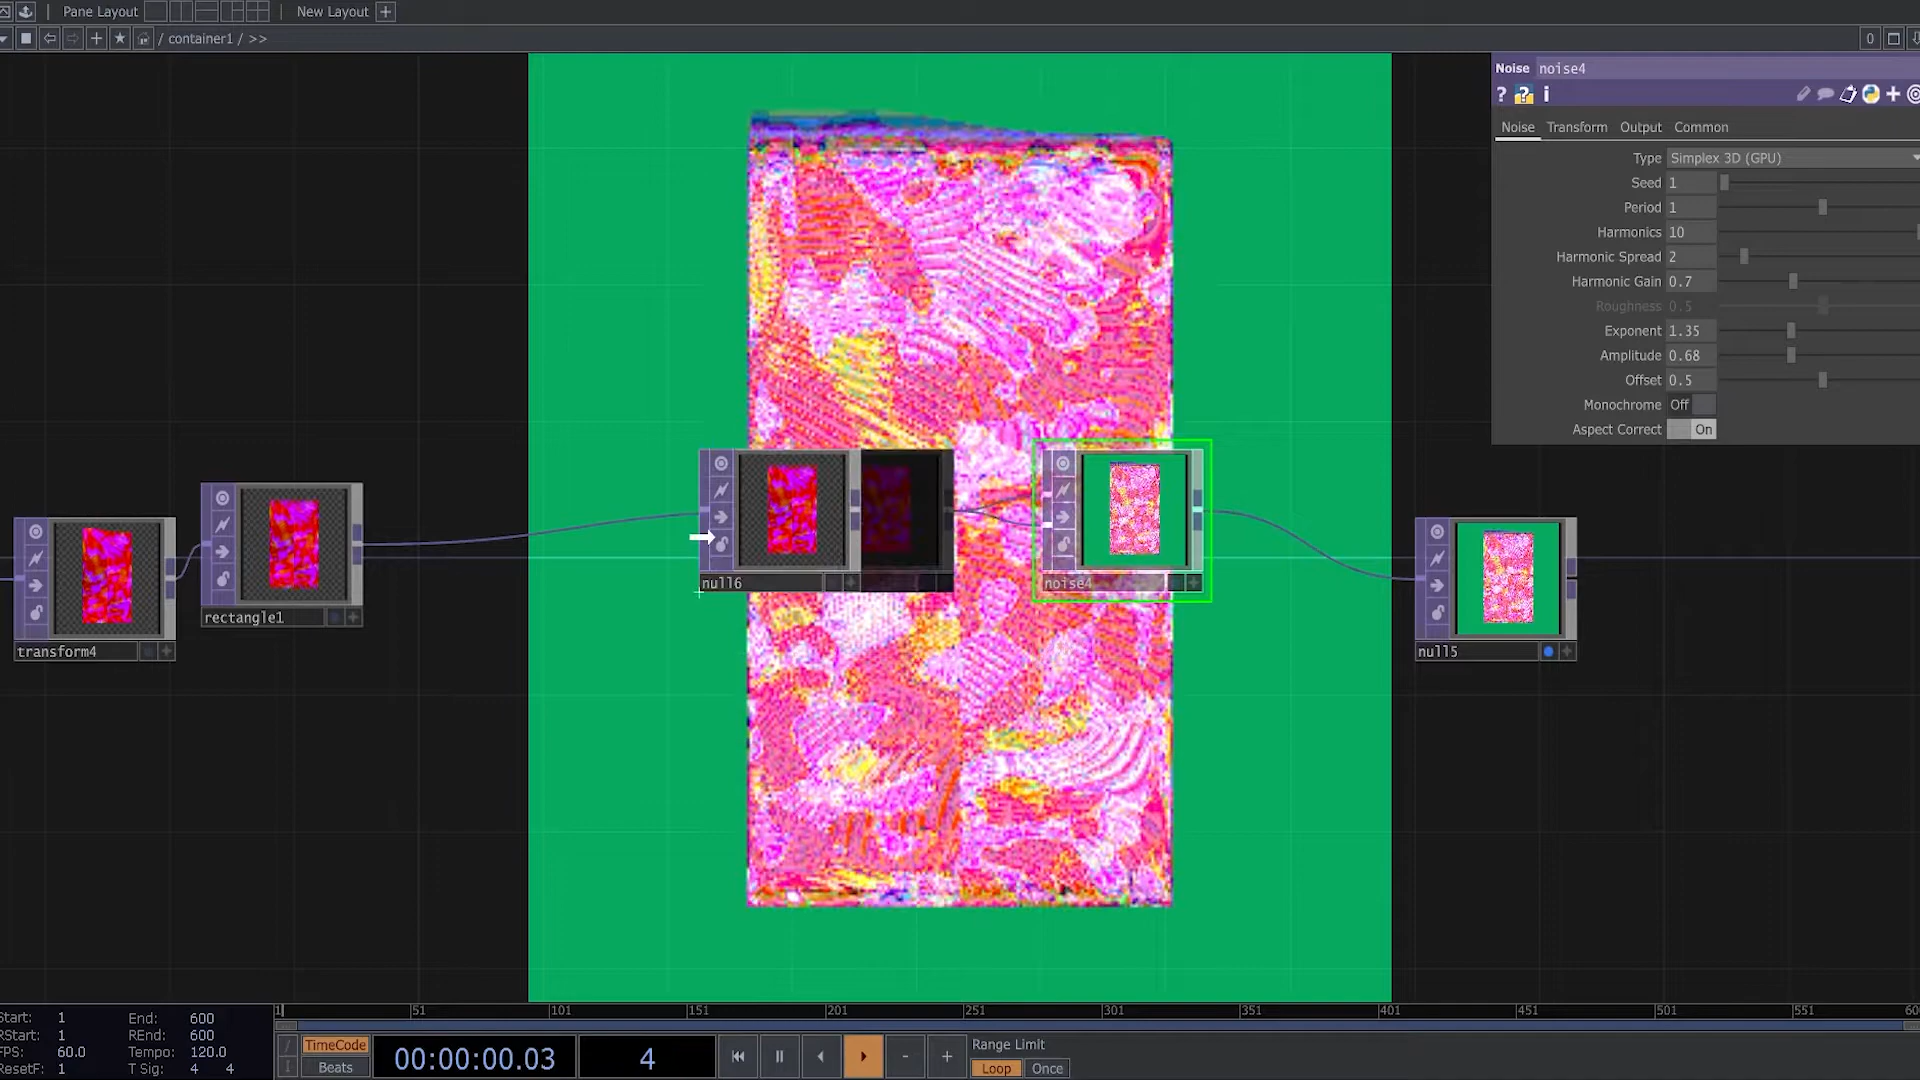 Pane Layout
New Layout
/ container1 / >>
0
Noise noise4
? ? i
Noise Transform Output Common
Type Simplex 3D (GPU)
Seed 1
Period 1
Harmonics 10
Harmonic Spread 2
Harmonic Gain 0.7
Roughness 0.5
Exponent 1.35
Amplitude 0.68
Offset 0.5
Monochrome Off
Aspect Correct On
null6
noise4
rectangle1
transform4
null5
1 51 101 151 201 251 301 351 401 451 501 551 600
Start: 1 End: 600
RStart: 1 REnd: 600
FPS: 60.0 Tempo: 120.0
ResetF: 1 T Sig: 4 4
TimeCode
Beats
00:00:00.03
4
Range Limit
Loop Once